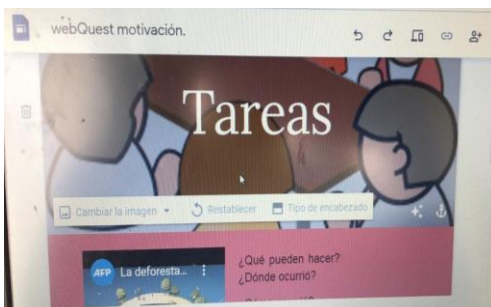 webQuest motivación.
Tareas
Cambiar la imagen
Restablecer
Tipo de encabezado
AFP
La deforesta...
¿Qué pueden hacer?
¿Dónde ocurrió?